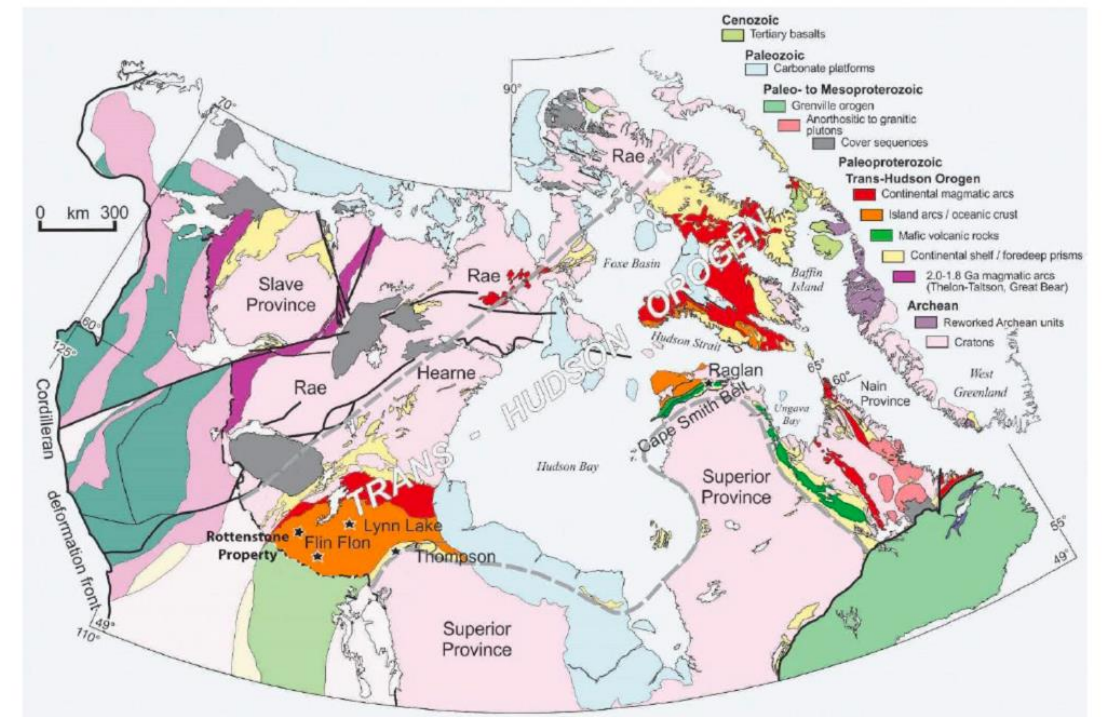 Cenozoic
Tertiary basalts
Paleozoic
Carbonate platforms
Paleo- to Mesoproterozoic
Grenville orogen
Anorthositic to granitic
plutons
Cover sequences
Paleoproterozoic
Trans-Hudson Orogen
Continental magmatic arcs
Island arcs / oceanic crust
Mafic volcanic rocks
Continental shelf / foredeep prisms
2.0-1.8 Ga magmatic arcs
(Thelon-Taltson, Great Bear)
Archean
Reworked Archean units
Cratons
90°
70°
0 km 300
Rae
Slave
Province
Rae
Foxe Basin
Baffin
Island
TRANS - HUDSON OROGEN
60°
125°
Hudson Strait
Rae
Hearne
Raglan
Cape Smith Belt
65°
60°
Nain
Province
West
Greenland
Ungava
Bay
Cordilleran
deformation front
Hudson Bay
?
Superior
Province
Lynn Lake
Rottenstone
Property
Flin Flon
Thompson
55°
49°
49°
110°
Superior
Province